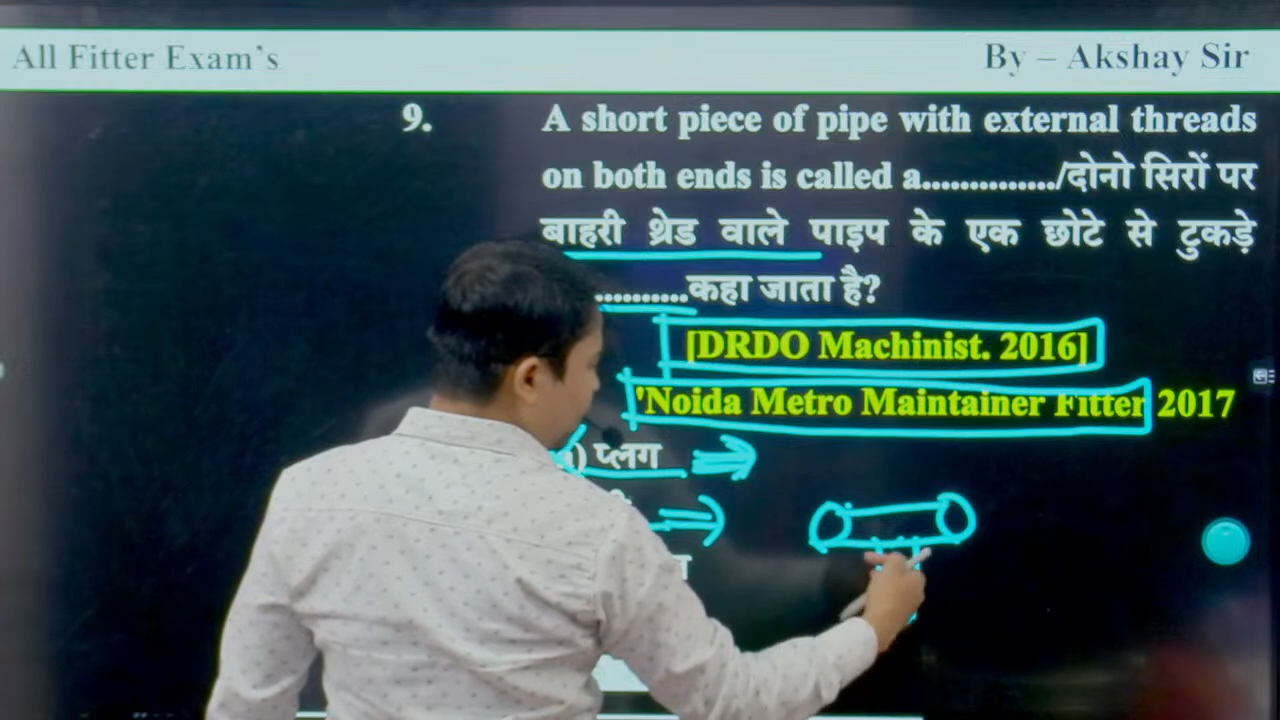 All Fitter Exam's
By – Akshay Sir
9. A short piece of pipe with external threads
on both ends is called a............../दोनो सिरों पर
बाहरी थ्रेड वाले पाइप के एक छोटे से टुकड़े
..........कहा जाता है?
[DRDO Machinist. 2016]
'Noida Metro Maintainer Fitter 2017
) प्लग